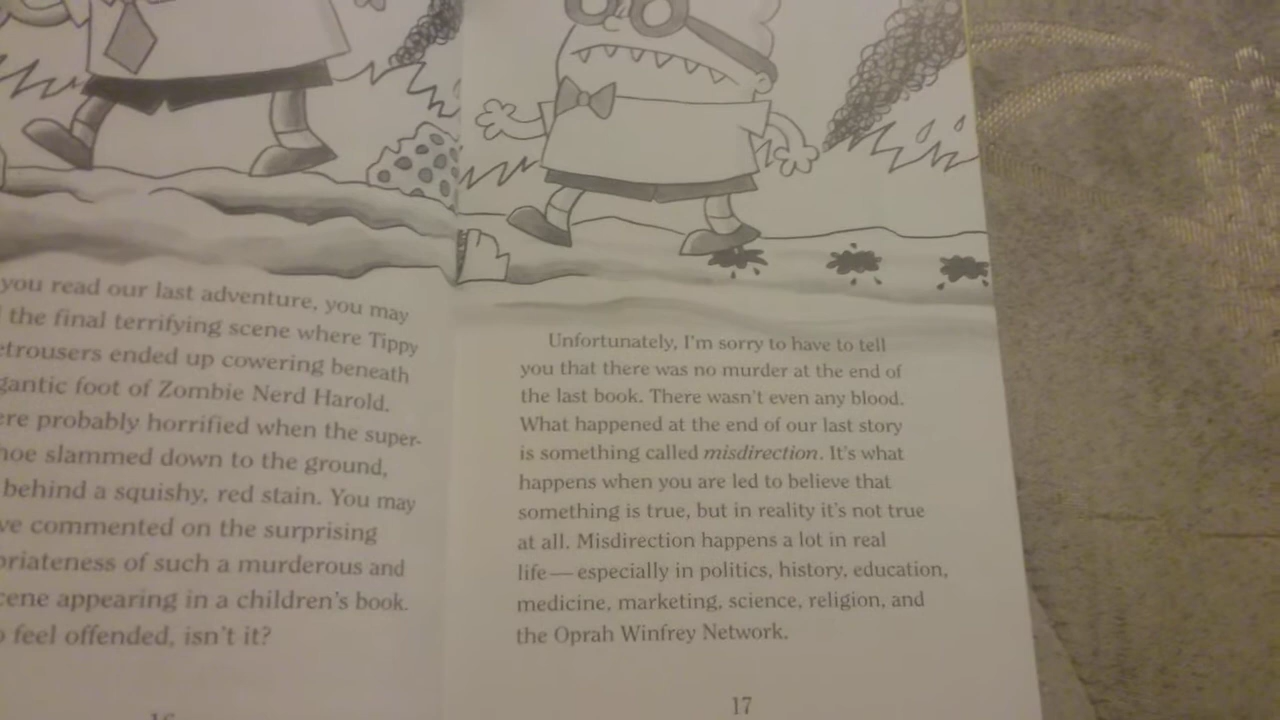 you read our last adventure, you may
the final terrifying scene where Tippy
etrousers ended up cowering beneath
gantic foot of Zombie Nerd Harold.
ere probably horrified when the super-
hoe slammed down to the ground,
behind a squishy, red stain. You may
ve commented on the surprising
priateness of such a murderous and
cene appearing in a children's book.
o feel offended, isn't it?
Unfortunately, I'm sorry to have to tell
you that there was no murder at the end of
the last book. There wasn't even any blood.
What happened at the end of our last story
is something called misdirection. It's what
happens when you are led to believe that
something is true, but in reality it's not true
at all. Misdirection happens a lot in real
life — especially in politics, history, education,
medicine, marketing, science, religion, and
the Oprah Winfrey Network.
17